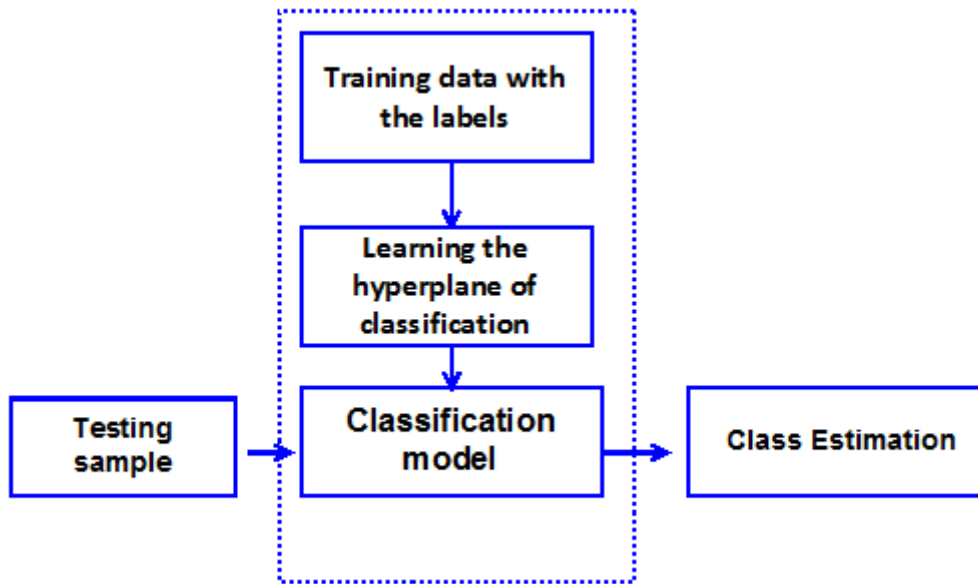 Training data with
the labels
Learning the
hyperplane of
classification
Testing
sample
Classification
model
Class Estimation